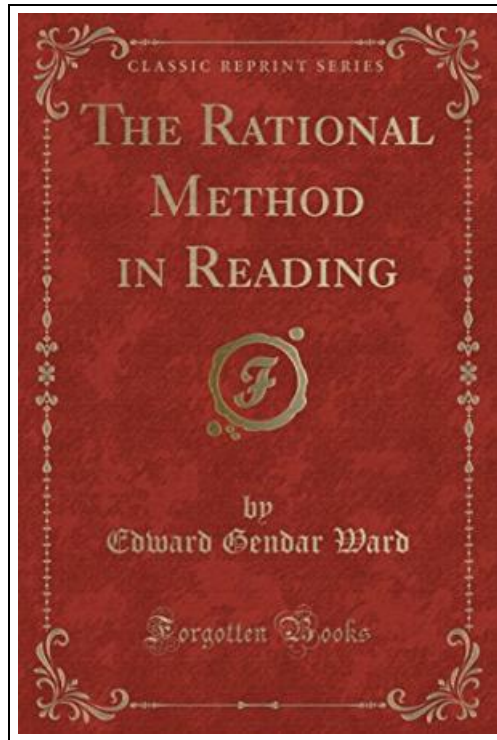 CLASSIC REPRINT SERIES
THE RATIONAL
METHOD
IN READING
F
by
Edward Gendar Ward
Forgotten Books